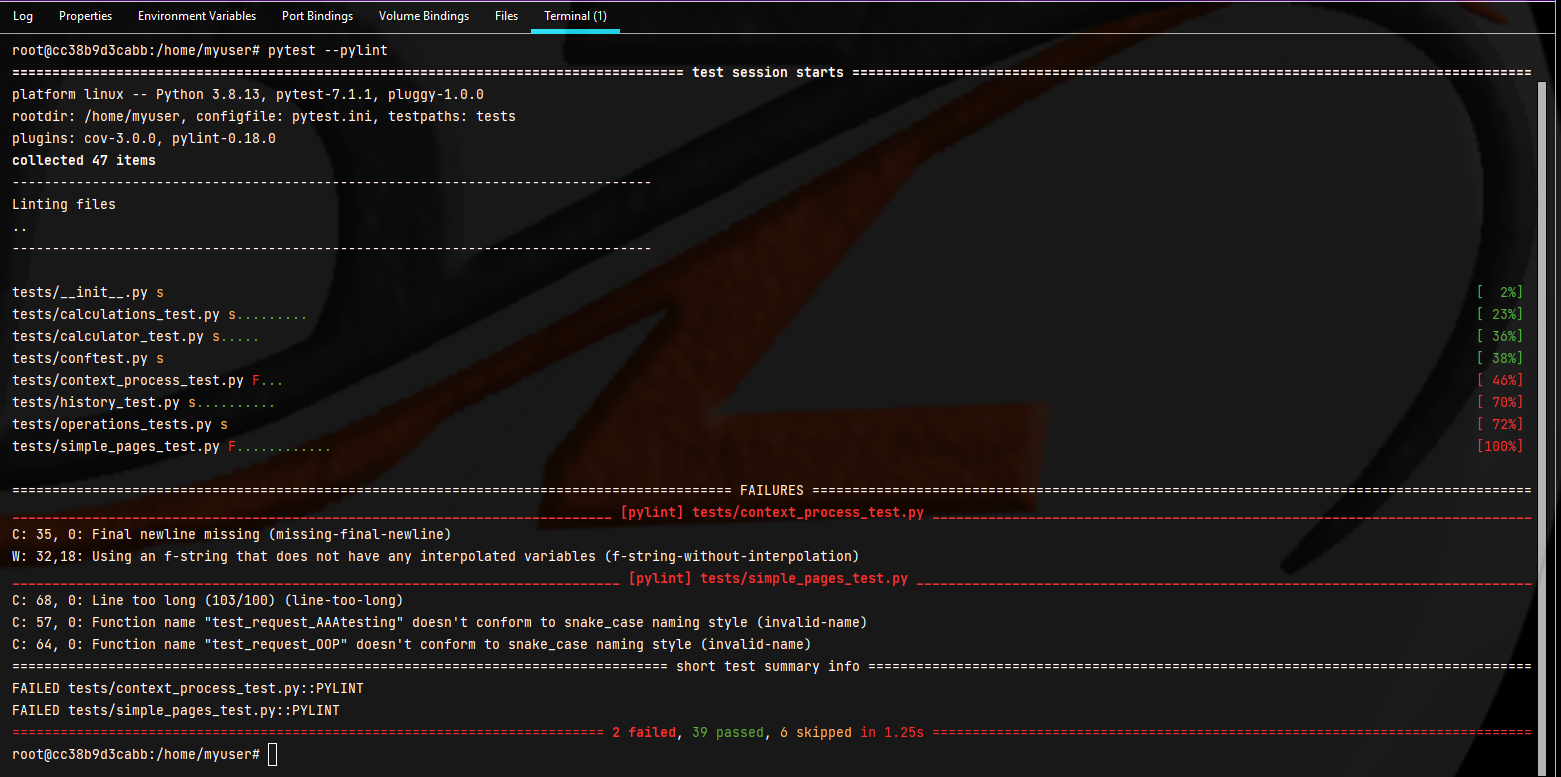 Log Properties Environment Variables Port Bindings Volume Bindings Files Terminal (1)
root@cc38b9d3cabb:/home/myuser# pytest --pylint
==================================================================================== test session starts =====================================================================================
platform linux -- Python 3.8.13, pytest-7.1.1, pluggy-1.0.0
rootdir: /home/myuser, configfile: pytest.ini, testpaths: tests
plugins: cov-3.0.0, pylint-0.18.0
collected 47 items
--------------------------------------------------------------------------------
Linting files
..
--------------------------------------------------------------------------------
tests/__init__.py s [  2%]
tests/calculations_test.py s......... [ 23%]
tests/calculator_test.py s..... [ 36%]
tests/conftest.py s [ 38%]
tests/context_process_test.py F... [ 46%]
tests/history_test.py s.......... [ 70%]
tests/operations_tests.py s [ 72%]
tests/simple_pages_test.py F............ [100%]
========================================================================================== FAILURES ==========================================================================================
___________________________________________________________________________ [pylint] tests/context_process_test.py ___________________________________________________________________________
C: 35, 0: Final newline missing (missing-final-newline)
W: 32,18: Using an f-string that does not have any interpolated variables (f-string-without-interpolation)
____________________________________________________________________________ [pylint] tests/simple_pages_test.py _____________________________________________________________________________
C: 68, 0: Line too long (103/100) (line-too-long)
C: 57, 0: Function name "test_request_AAAtesting" doesn't conform to snake_case naming style (invalid-name)
C: 64, 0: Function name "test_request_OOP" doesn't conform to snake_case naming style (invalid-name)
================================================================================== short test summary info ===================================================================================
FAILED tests/context_process_test.py::PYLINT
FAILED tests/simple_pages_test.py::PYLINT
========================================================================== 2 failed, 39 passed, 6 skipped in 1.25s ===========================================================================
root@cc38b9d3cabb:/home/myuser#